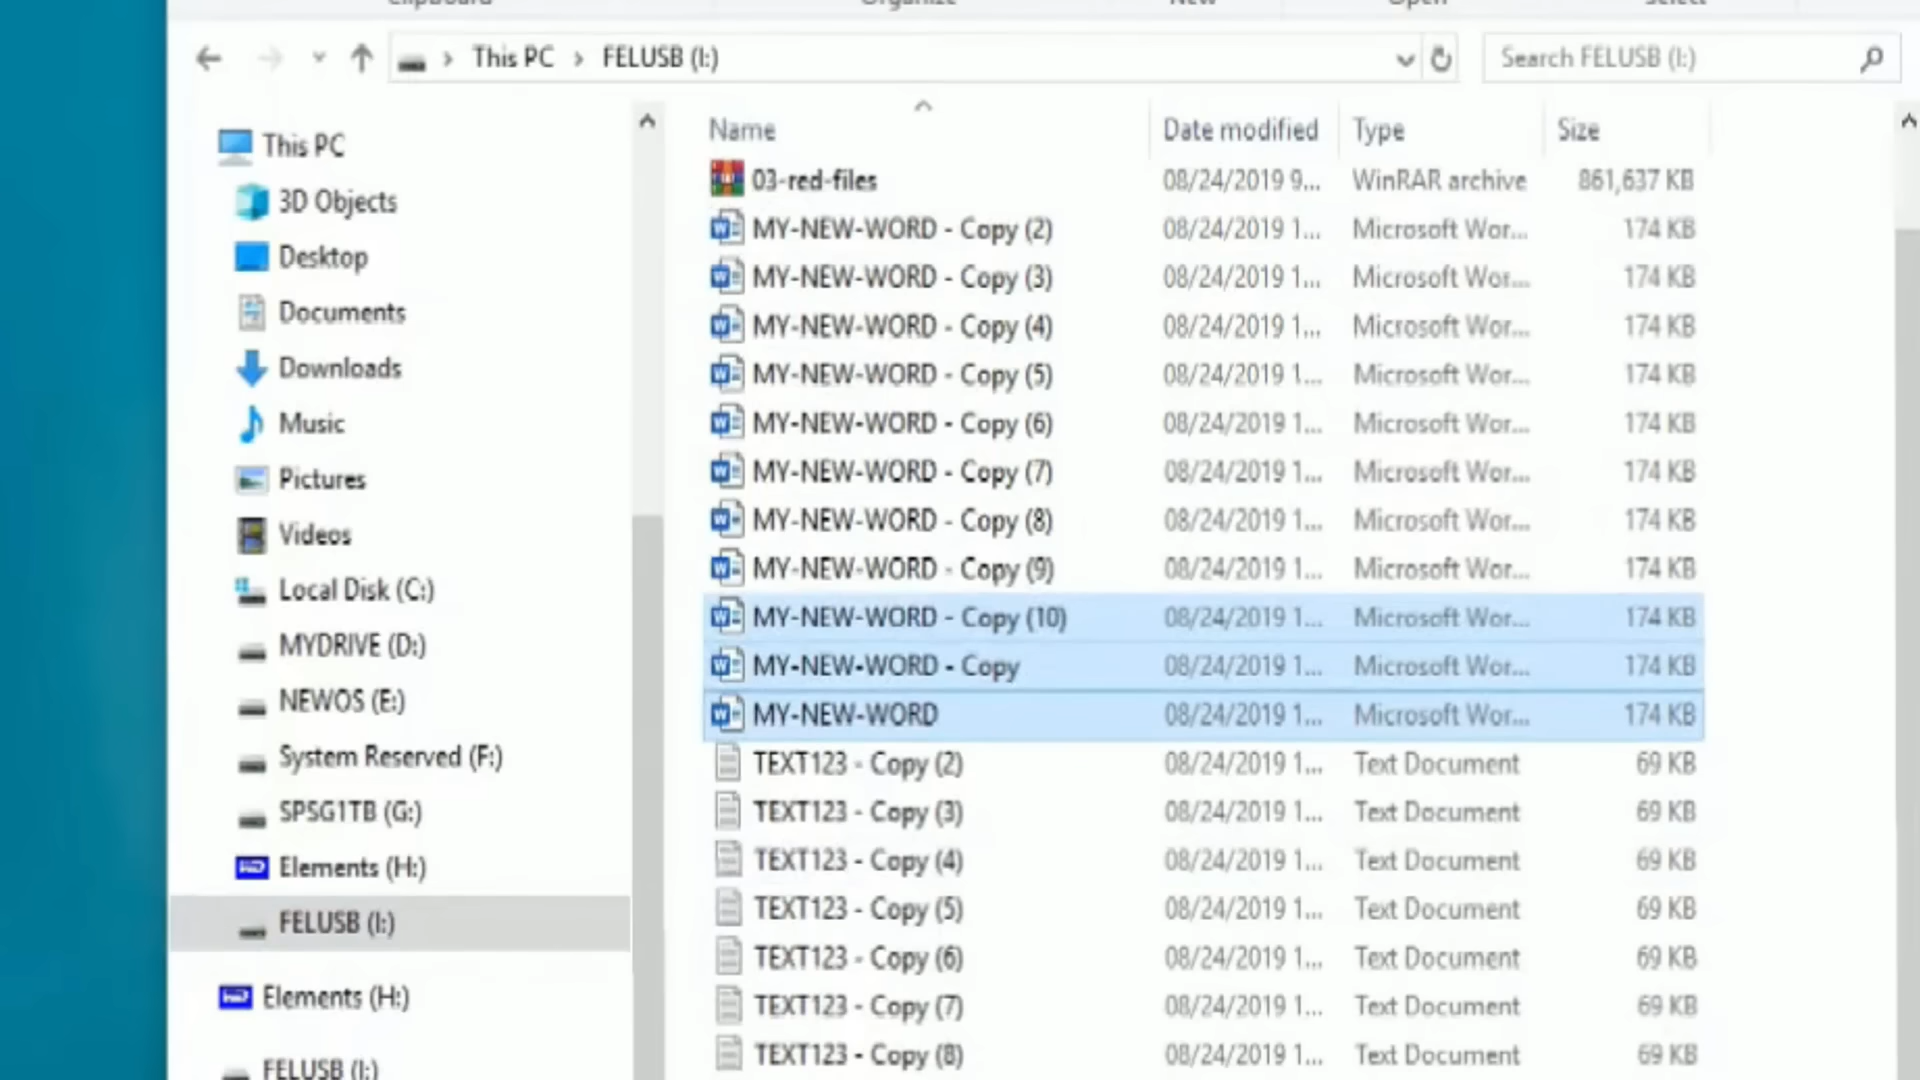 Clipboard Organize New Open Select
This PC FELUSB (I:) Search FELUSB (I:)
This PC
3D Objects
Desktop
Documents
Downloads
Music
Pictures
Videos
Local Disk (C:)
MYDRIVE (D:)
NEWOS (E:)
System Reserved (F:)
SPSG1TB (G:)
Elements (H:)
FELUSB (I:)
Elements (H:)
FELUSB (I:)
Name Date modified Type Size
03-red-files 08/24/2019 9... WinRAR archive 861,637 KB
MY-NEW-WORD - Copy (2) 08/24/2019 1... Microsoft Wor... 174 KB
MY-NEW-WORD - Copy (3) 08/24/2019 1... Microsoft Wor... 174 KB
MY-NEW-WORD - Copy (4) 08/24/2019 1... Microsoft Wor... 174 KB
MY-NEW-WORD - Copy (5) 08/24/2019 1... Microsoft Wor... 174 KB
MY-NEW-WORD - Copy (6) 08/24/2019 1... Microsoft Wor... 174 KB
MY-NEW-WORD - Copy (7) 08/24/2019 1... Microsoft Wor... 174 KB
MY-NEW-WORD - Copy (8) 08/24/2019 1... Microsoft Wor... 174 KB
MY-NEW-WORD - Copy (9) 08/24/2019 1... Microsoft Wor... 174 KB
MY-NEW-WORD - Copy (10) 08/24/2019 1... Microsoft Wor... 174 KB
MY-NEW-WORD - Copy 08/24/2019 1... Microsoft Wor... 174 KB
MY-NEW-WORD 08/24/2019 1... Microsoft Wor... 174 KB
TEXT123 - Copy (2) 08/24/2019 1... Text Document 69 KB
TEXT123 - Copy (3) 08/24/2019 1... Text Document 69 KB
TEXT123 - Copy (4) 08/24/2019 1... Text Document 69 KB
TEXT123 - Copy (5) 08/24/2019 1... Text Document 69 KB
TEXT123 - Copy (6) 08/24/2019 1... Text Document 69 KB
TEXT123 - Copy (7) 08/24/2019 1... Text Document 69 KB
TEXT123 - Copy (8) 08/24/2019 1... Text Document 69 KB